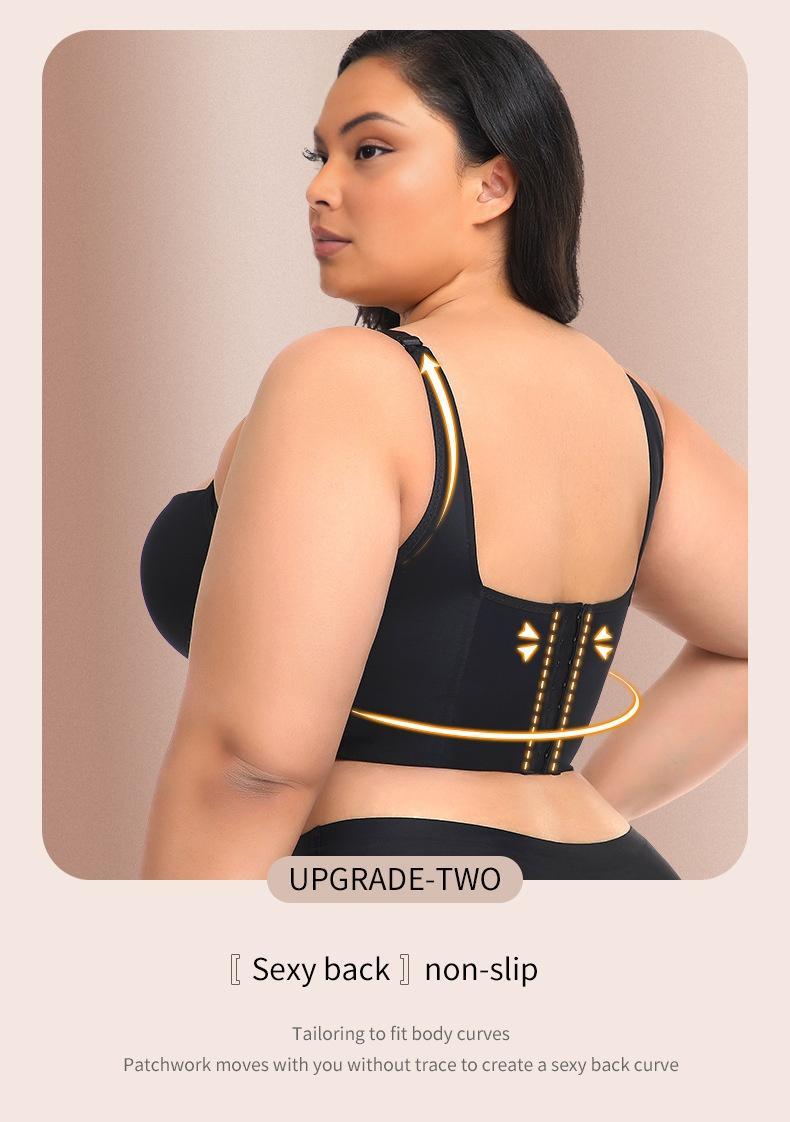 UPGRADE-TWO
〚Sexy back〛non-slip
Tailoring to fit body curves
Patchwork moves with you without trace to create a sexy back curve